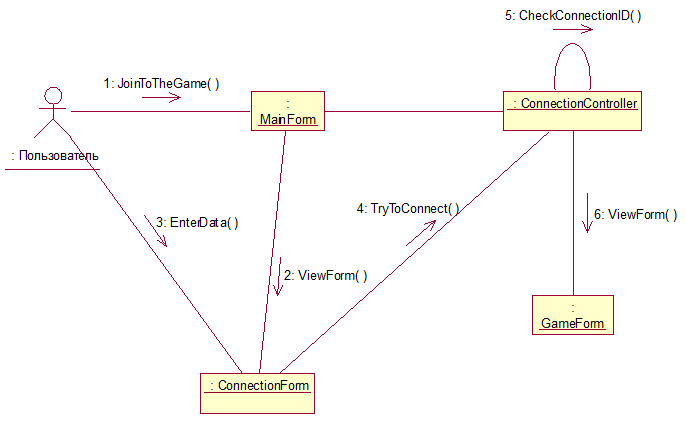 5: CheckConnectionID( )
1: JoinToTheGame( )
:
MainForm
: ConnectionController
: Пользователь
3: EnterData( )
4: TryToConnect( )
6: ViewForm( )
2: ViewForm( )
:
GameForm
: ConnectionForm